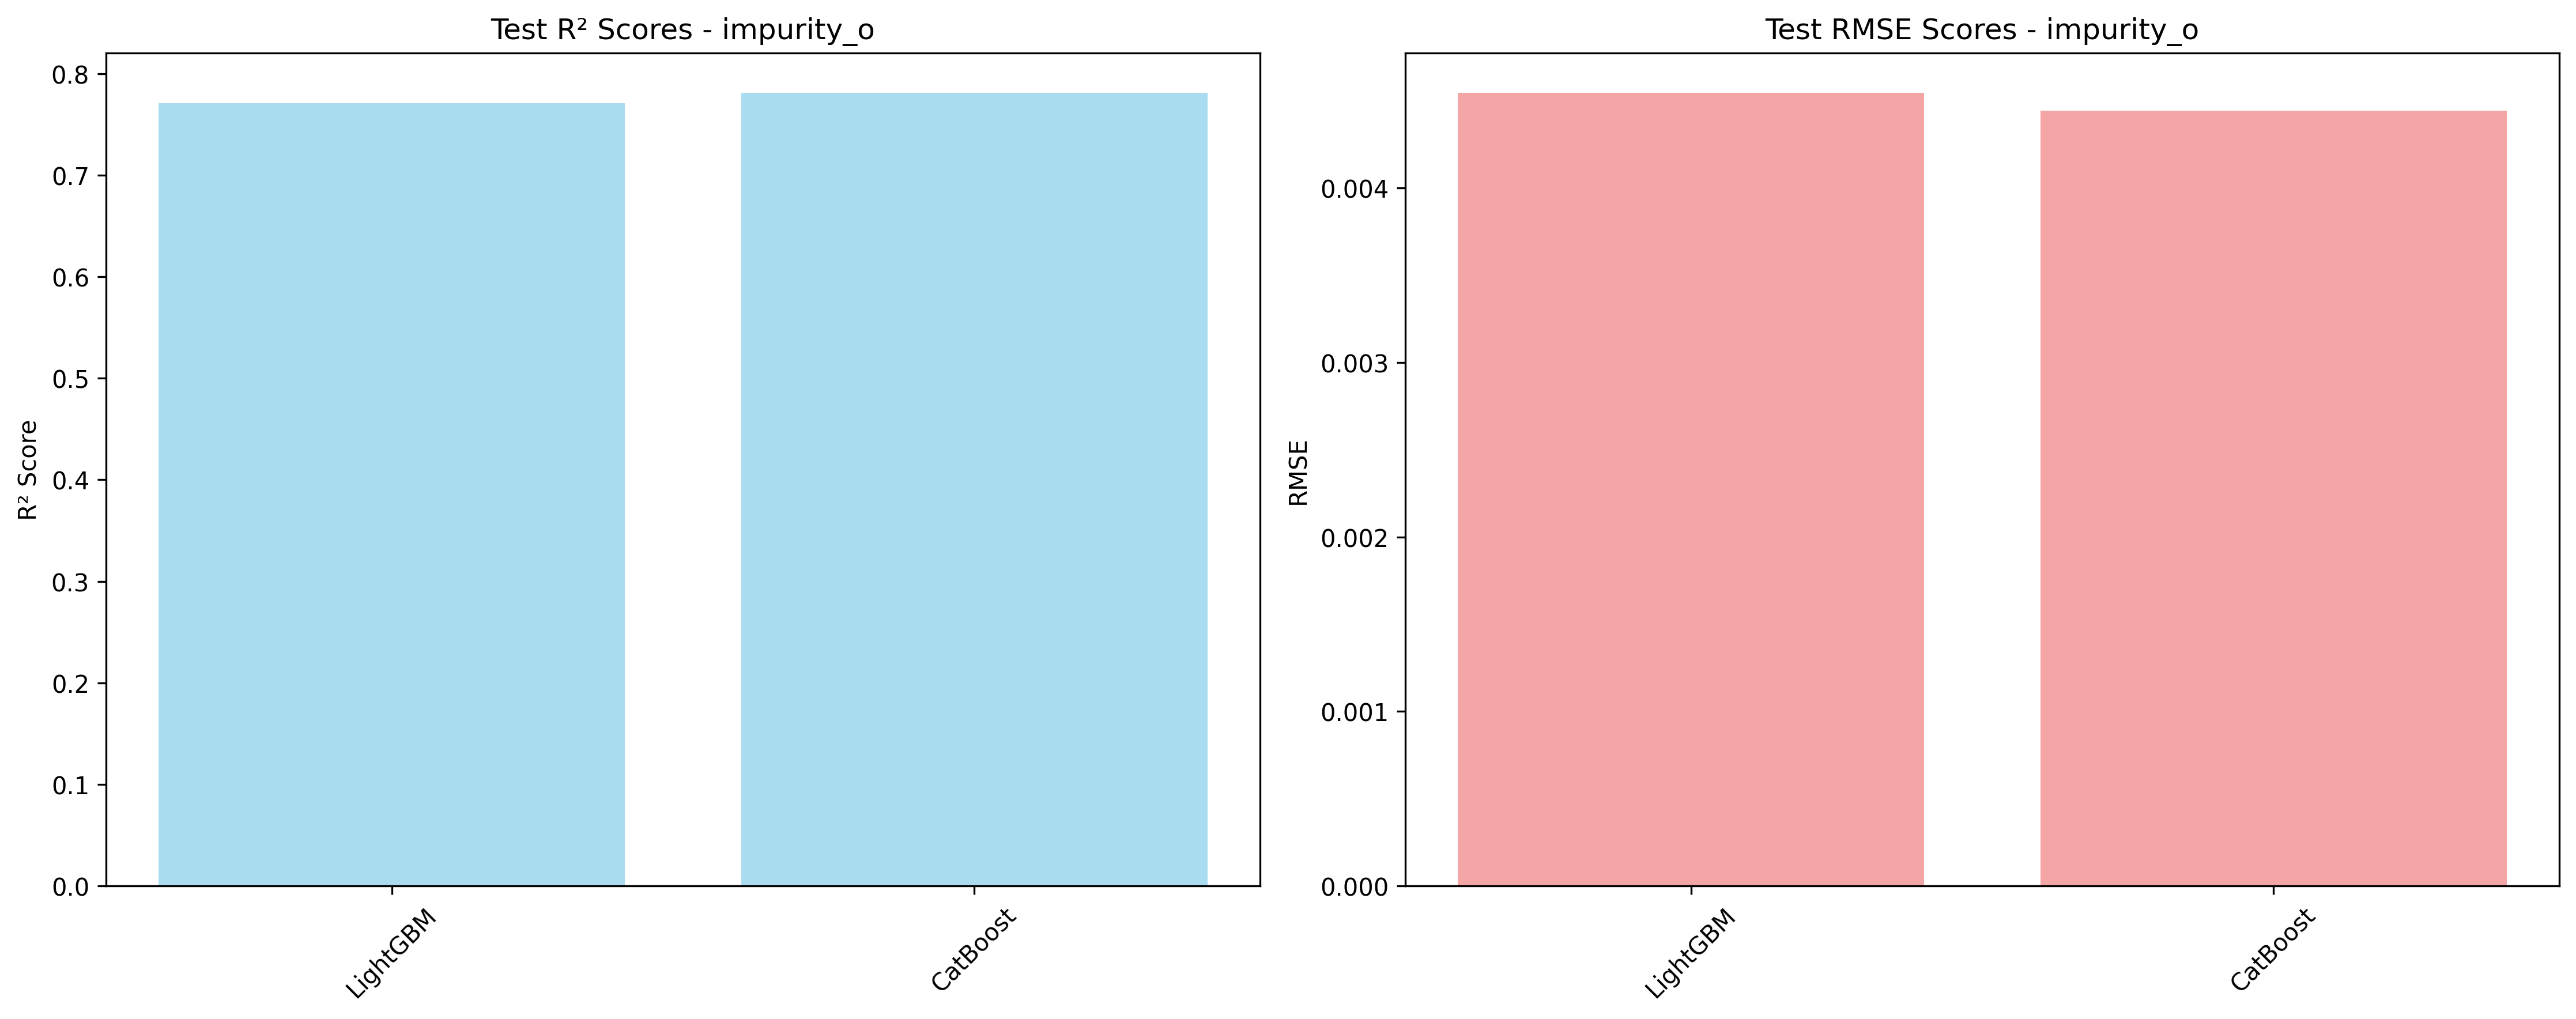 Test R² Scores - impurity_o
R² Score
0.8
0.7
0.6
0.5
0.4
0.3
0.2
0.1
0.0
LightGBM
CatBoost
Test RMSE Scores - impurity_o
RMSE
0.004
0.003
0.002
0.001
0.000
LightGBM
CatBoost